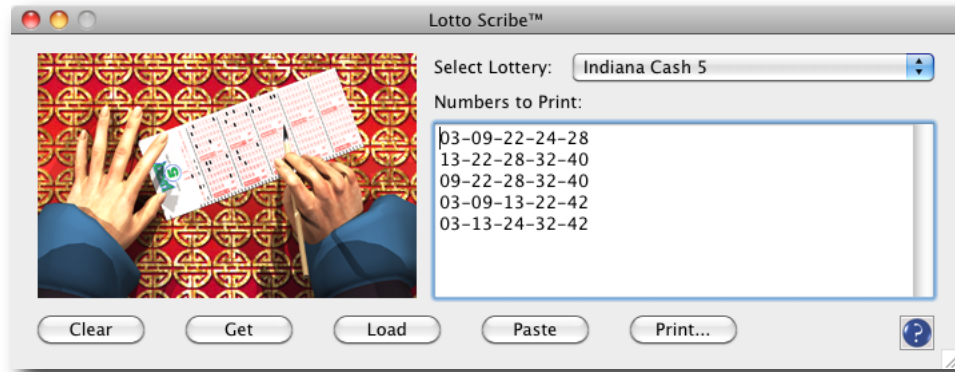 Lotto Scribe™
Select Lottery: Indiana Cash 5
Numbers to Print:
03-09-22-24-28
13-22-28-32-40
09-22-28-32-40
03-09-13-22-42
03-13-24-32-42
Clear Get Load Paste Print... ?